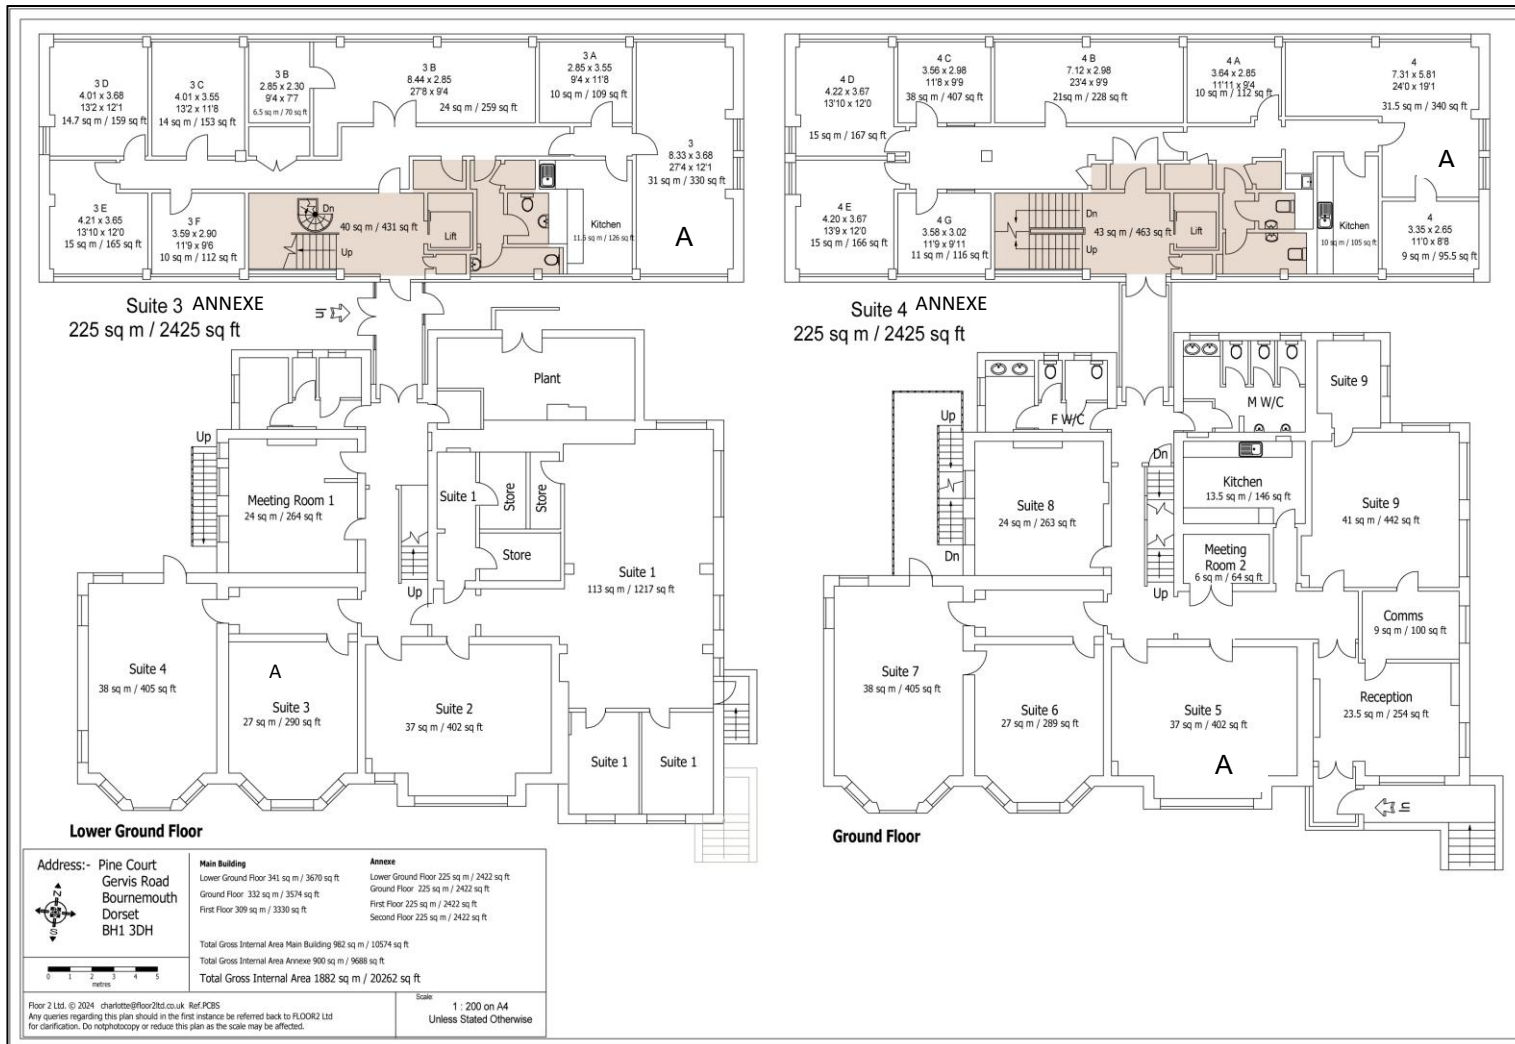 3 D
4.01 x 3.68
13'2 x 12'1
14.7 sq m / 159 sq ft
3 C
4.01 x 3.55
13'2 x 11'8
14 sq m / 153 sq ft
3 B
2.85 x 2.30
9'4 x 7'7
6.5 sq m / 70 sq ft
3 B
8.44 x 2.85
27'8 x 9'4
24 sq m / 259 sq ft
3 A
2.85 x 3.55
9'4 x 11'8
10 sq m / 109 sq ft
3
8.33 x 3.68
27'4 x 12'1
31 sq m / 330 sq ft
3 E
4.21 x 3.65
13'10 x 12'0
15 sq m / 165 sq ft
3 F
3.59 x 2.90
11'9 x 9'6
10 sq m / 112 sq ft
Dn
40 sq m / 431 sq ft
Up
Lift
Kitchen
11.5 sq m / 126 sq ft
A
Suite 3 ANNEXE
225 sq m / 2425 sq ft
In
Plant
Up
Meeting Room 1
24 sq m / 264 sq ft
Suite 1
Store
Store
Store
Up
Suite 1
113 sq m / 1217 sq ft
Suite 4
38 sq m / 405 sq ft
A
Suite 3
27 sq m / 290 sq ft
Suite 2
37 sq m / 402 sq ft
Suite 1
Suite 1
Lower Ground Floor
4 D
4.22 x 3.67
13'10 x 12'0
15 sq m / 167 sq ft
4 C
3.56 x 2.98
11'8 x 9'9
38 sq m / 407 sq ft
4 B
7.12 x 2.98
23'4 x 9'9
21sq m / 228 sq ft
4 A
3.64 x 2.85
11'11 x 9'4
10 sq m / 112 sq ft
4
7.31 x 5.81
24'0 x 19'1
31.5 sq m / 340 sq ft
A
4 E
4.20 x 3.67
13'9 x 12'0
15 sq m / 166 sq ft
4 G
3.58 x 3.02
11'9 x 9'11
11 sq m / 116 sq ft
Dn
43 sq m / 463 sq ft
Up
Lift
Kitchen
10 sq m / 105 sq ft
4
3.35 x 2.65
11'0 x 8'8
9 sq m / 95.5 sq ft
Suite 4 ANNEXE
225 sq m / 2425 sq ft
F W/C
M W/C
Suite 9
Up
Dn
Dn
Suite 8
24 sq m / 263 sq ft
Kitchen
13.5 sq m / 146 sq ft
Suite 9
41 sq m / 442 sq ft
Meeting
Room 2
6 sq m / 64 sq ft
Up
Comms
9 sq m / 100 sq ft
Suite 7
38 sq m / 405 sq ft
Suite 6
27 sq m / 289 sq ft
Suite 5
37 sq m / 402 sq ft
A
Reception
23.5 sq m / 254 sq ft
In
Ground Floor
Address:- Pine Court
Gervis Road
Bournemouth
Dorset
BH1 3DH
N
S
0 1 2 3 4 5
metres
Main Building
Lower Ground Floor 341 sq m / 3670 sq ft
Ground Floor 332 sq m / 3574 sq ft
First Floor 309 sq m / 3330 sq ft
Annexe
Lower Ground Floor 225 sq m / 2422 sq ft
Ground Floor 225 sq m / 2422 sq ft
First Floor 225 sq m / 2422 sq ft
Second Floor 225 sq m / 2422 sq ft
Total Gross Internal Area Main Building 982 sq m / 10574 sq ft
Total Gross Internal Area Annexe 900 sq m / 9688 sq ft
Total Gross Internal Area 1882 sq m / 20262 sq ft
Floor 2 Ltd. © 2024 charlotte@floor2ltd.co.uk Ref.PCBS
Any queries regarding this plan should in the first instance be referred back to FLOOR2 Ltd
for clarification. Do notphotocopy or reduce this plan as the scale may be affected.
Scale:
1 : 200 on A4
Unless Stated Otherwise